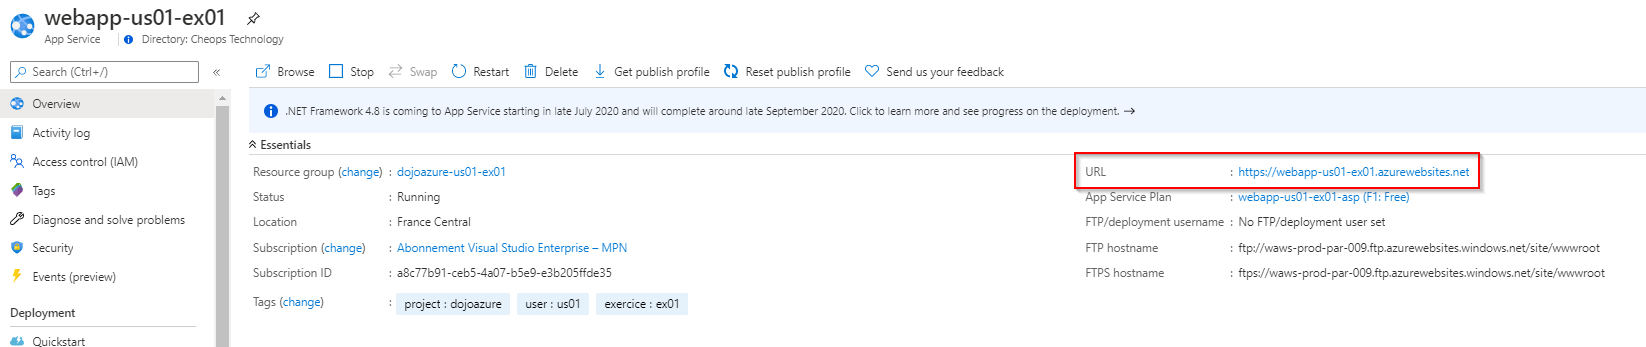 webapp-us01-ex01
App Service
Directory: Cheops Technology
Search (Ctrl+/)
«
Browse
Stop
Swap
Restart
Delete
Get publish profile
Reset publish profile
Send us your feedback
Overview
Activity log
Access control (IAM)
Tags
Diagnose and solve problems
Security
Events (preview)
Deployment
Quickstart
.NET Framework 4.8 is coming to App Service starting in late July 2020 and will complete around late September 2020. Click to learn more and see progress on the deployment. →
Essentials
Resource group (change) : dojoazure-us01-ex01
Status : Running
Location : France Central
Subscription (change) : Abonnement Visual Studio Enterprise – MPN
Subscription ID : a8c77b91-ceb5-4a07-b5e9-e3b205ffde35
Tags (change) : project : dojoazure user : us01 exercice : ex01
URL : https://webapp-us01-ex01.azurewebsites.net
App Service Plan : webapp-us01-ex01-asp (F1: Free)
FTP/deployment username : No FTP/deployment user set
FTP hostname : ftp://waws-prod-par-009.ftp.azurewebsites.windows.net/site/wwwroot
FTPS hostname : ftps://waws-prod-par-009.ftp.azurewebsites.windows.net/site/wwwroot